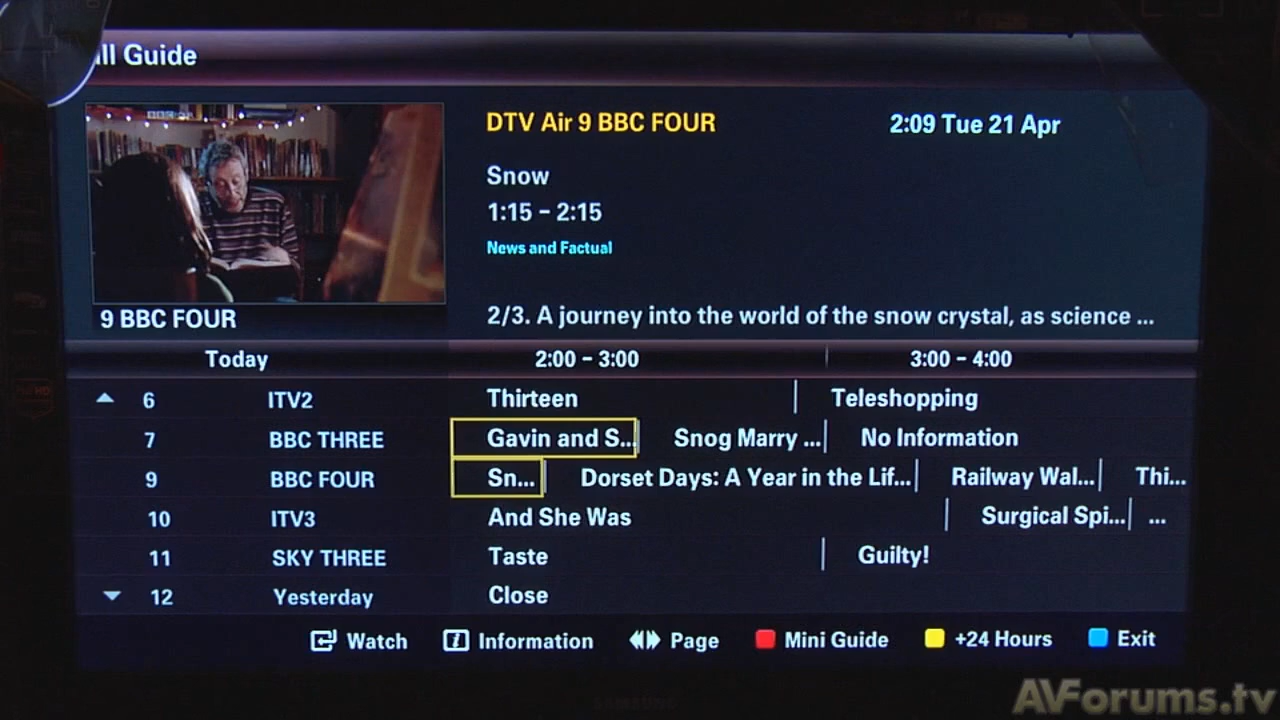 ll Guide
DTV Air 9 BBC FOUR
2:09 Tue 21 Apr
Snow
1:15 – 2:15
News and Factual
9 BBC FOUR
2/3. A journey into the world of the snow crystal, as science ...
Today 2:00 – 3:00 3:00 – 4:00
6 ITV2 Thirteen Teleshopping
7 BBC THREE Gavin and S... Snog Marry ... No Information
9 BBC FOUR Sn... Dorset Days: A Year in the Lif... Railway Wal... Thi...
10 ITV3 And She Was Surgical Spi... ...
11 SKY THREE Taste Guilty!
12 Yesterday Close
Watch Information Page Mini Guide +24 Hours Exit
AVForums.tv